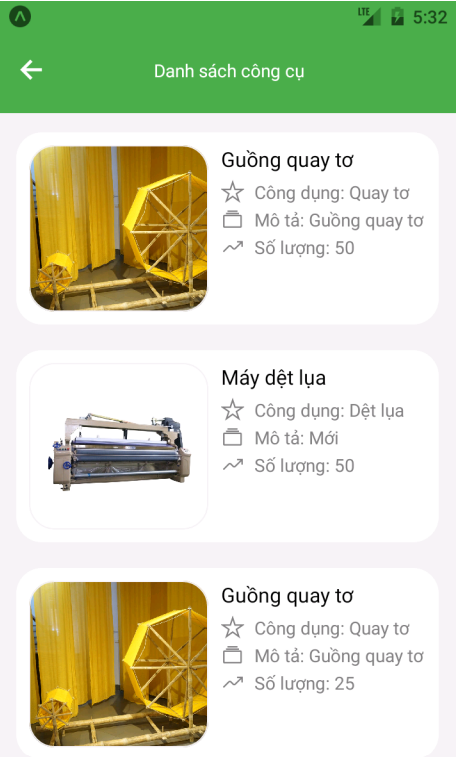 LTE 5:32
Danh sách công cụ
Guồng quay tơ
Công dụng: Quay tơ
Mô tả: Guồng quay tơ
Số lượng: 50
Máy dệt lụa
Công dụng: Dệt lụa
Mô tả: Mới
Số lượng: 50
Guồng quay tơ
Công dụng: Quay tơ
Mô tả: Guồng quay tơ
Số lượng: 25